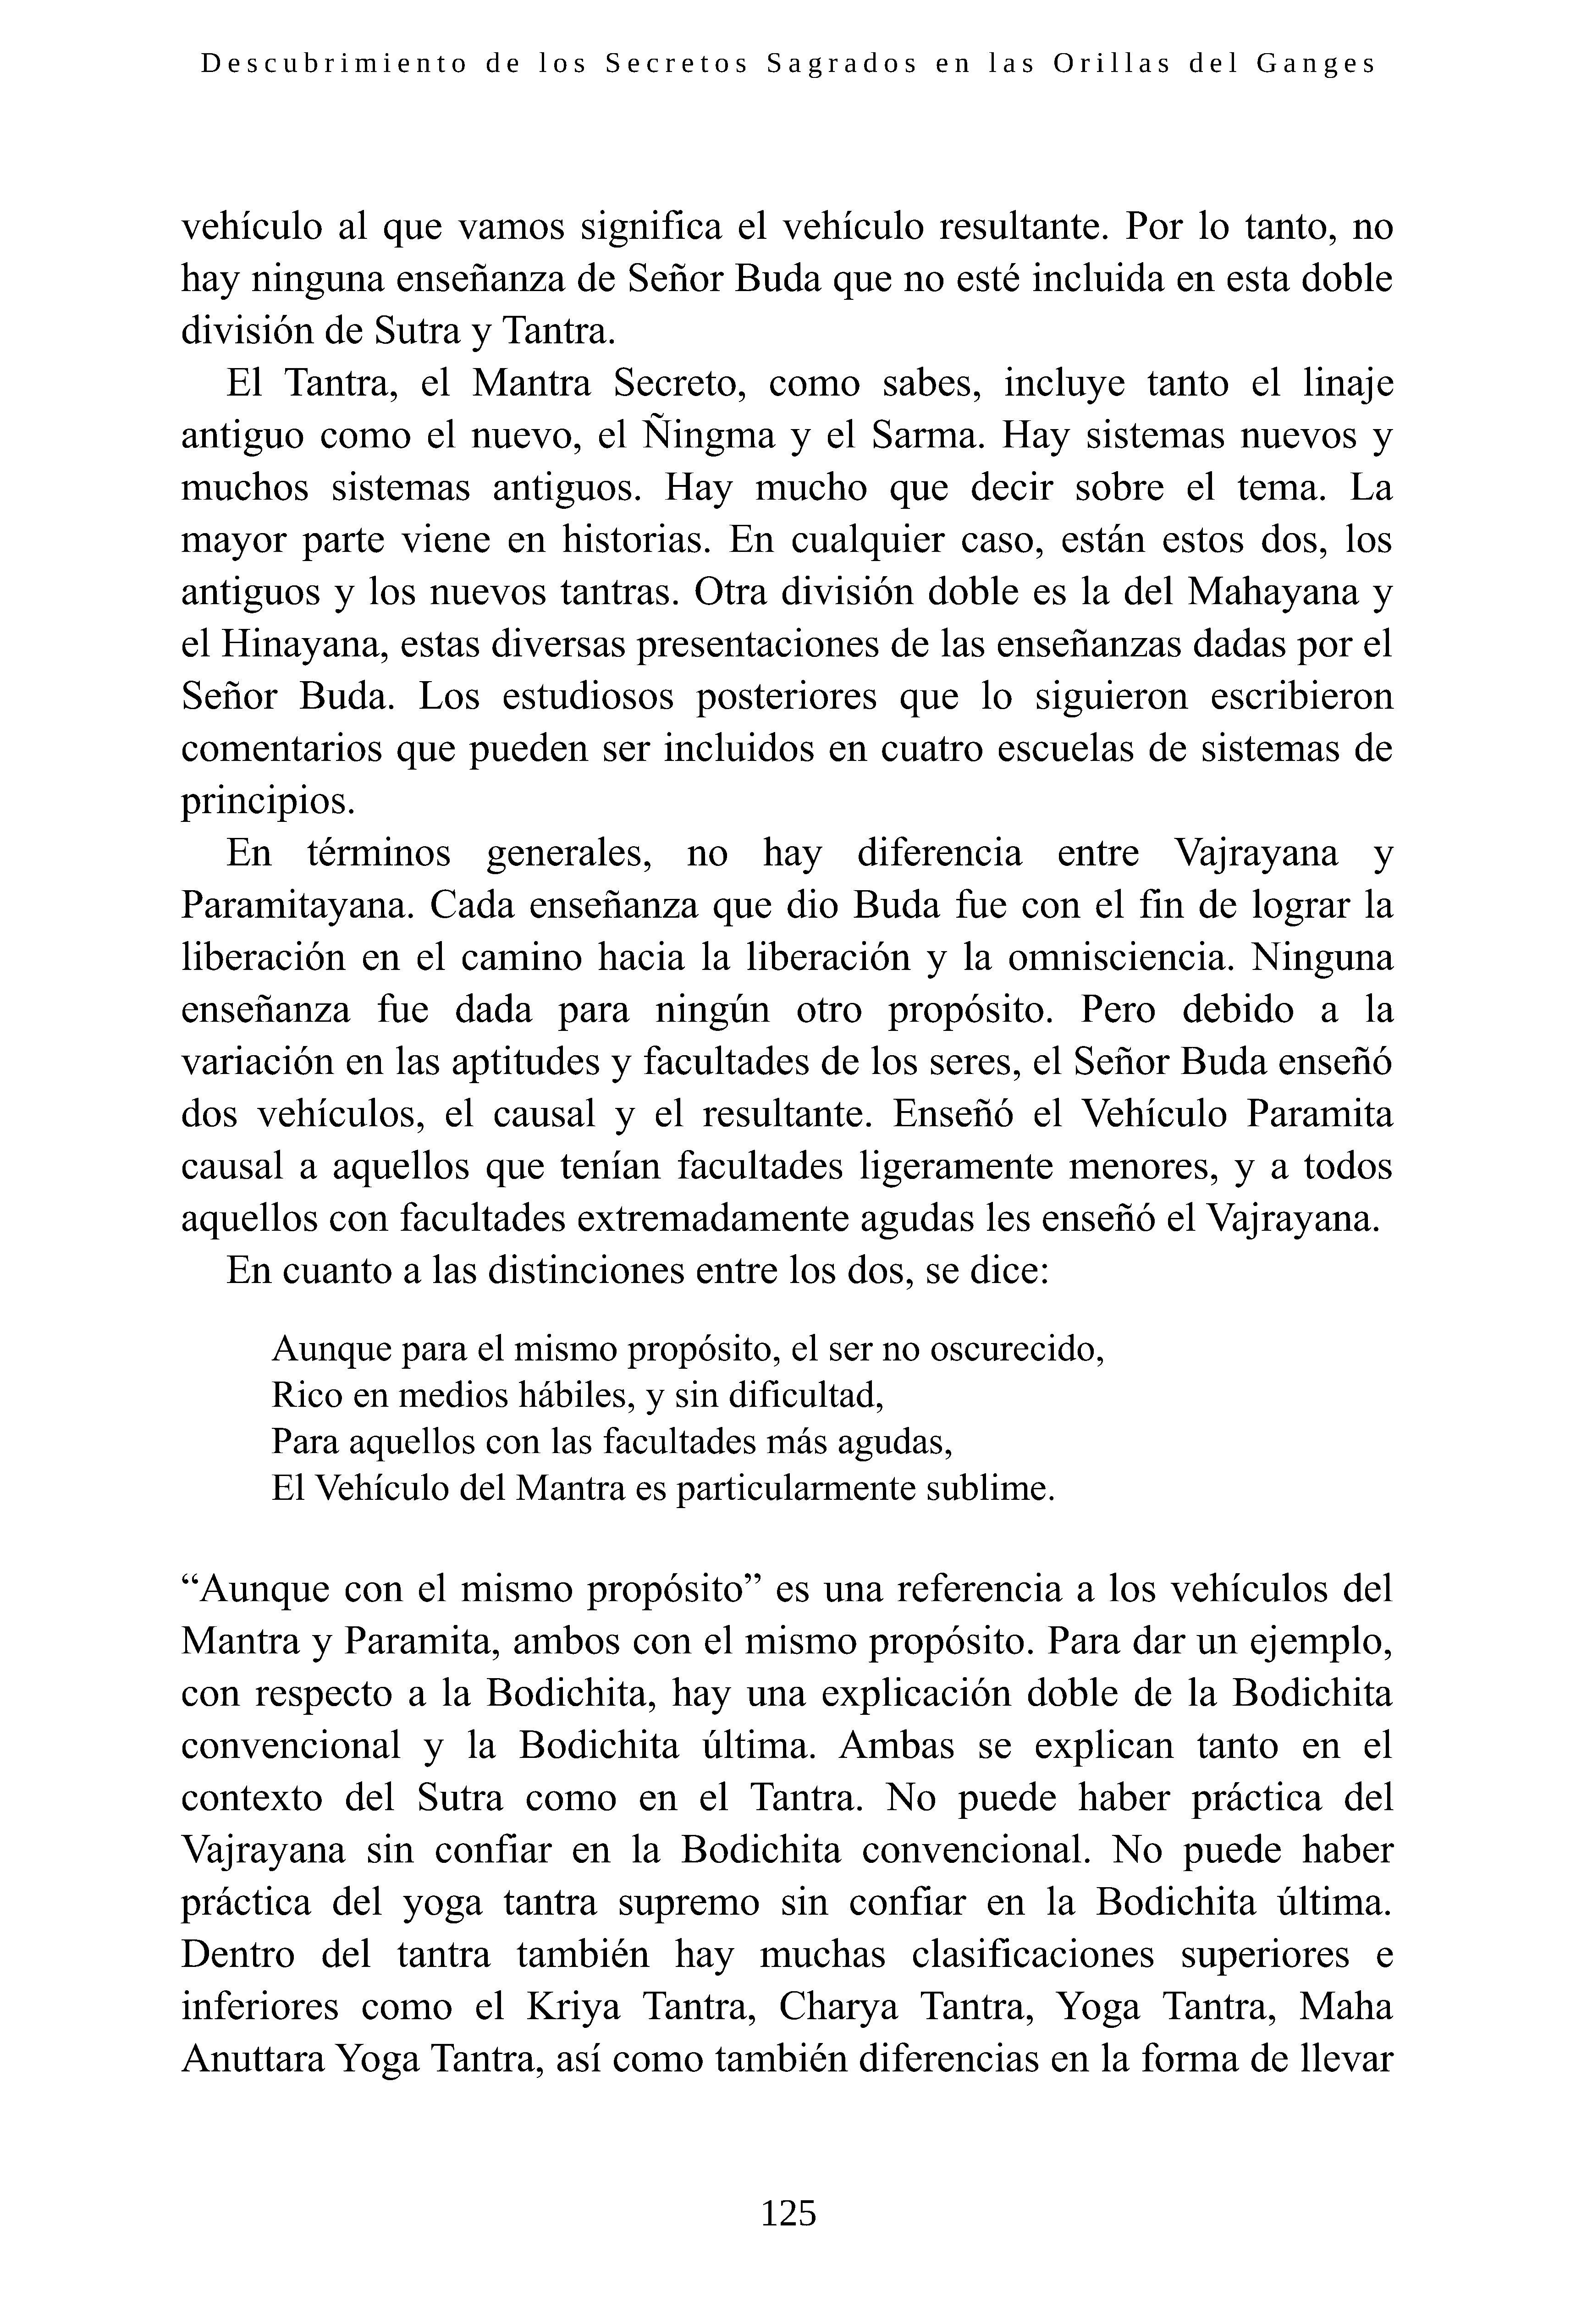 Descubrimiento de los Secretos Sagrados en las Orillas del Ganges
vehículo al que vamos significa el vehículo resultante. Por lo tanto, no
hay ninguna enseñanza de Señor Buda que no esté incluida en esta doble
división de Sutra y Tantra.
El Tantra, el Mantra Secreto, como sabes, incluye tanto el linaje
antiguo como el nuevo, el Ñingma y el Sarma. Hay sistemas nuevos y
muchos sistemas antiguos. Hay mucho que decir sobre el tema. La
mayor parte viene en historias. En cualquier caso, están estos dos, los
antiguos y los nuevos tantras. Otra división doble es la del Mahayana y
el Hinayana, estas diversas presentaciones de las enseñanzas dadas por el
Señor Buda. Los estudiosos posteriores que lo siguieron escribieron
comentarios que pueden ser incluidos en cuatro escuelas de sistemas de
principios.
En términos generales, no hay diferencia entre Vajrayana y
Paramitayana. Cada enseñanza que dio Buda fue con el fin de lograr la
liberación en el camino hacia la liberación y la omnisciencia. Ninguna
enseñanza fue dada para ningún otro propósito. Pero debido a la
variación en las aptitudes y facultades de los seres, el Señor Buda enseñó
dos vehículos, el causal y el resultante. Enseñó el Vehículo Paramita
causal a aquellos que tenían facultades ligeramente menores, y a todos
aquellos con facultades extremadamente agudas les enseñó el Vajrayana.
En cuanto a las distinciones entre los dos, se dice:
Aunque para el mismo propósito, el ser no oscurecido,
Rico en medios hábiles, y sin dificultad,
Para aquellos con las facultades más agudas,
El Vehículo del Mantra es particularmente sublime.
“Aunque con el mismo propósito” es una referencia a los vehículos del
Mantra y Paramita, ambos con el mismo propósito. Para dar un ejemplo,
con respecto a la Bodichita, hay una explicación doble de la Bodichita
convencional y la Bodichita última. Ambas se explican tanto en el
contexto del Sutra como en el Tantra. No puede haber práctica del
Vajrayana sin confiar en la Bodichita convencional. No puede haber
práctica del yoga tantra supremo sin confiar en la Bodichita última.
Dentro del tantra también hay muchas clasificaciones superiores e
inferiores como el Kriya Tantra, Charya Tantra, Yoga Tantra, Maha
Anuttara Yoga Tantra, así como también diferencias en la forma de llevar
125